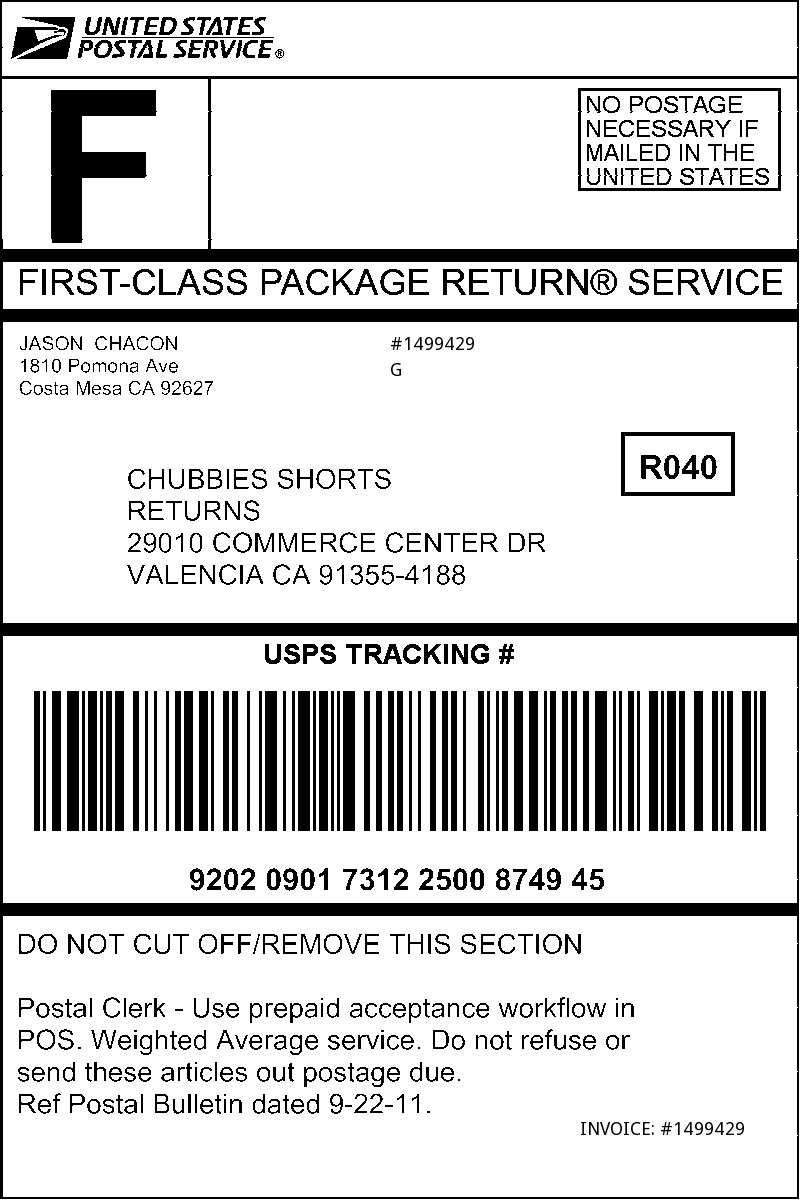 UNITED STATES
POSTAL SERVICE®
F
NO POSTAGE
NECESSARY IF
MAILED IN THE
UNITED STATES
FIRST-CLASS PACKAGE RETURN® SERVICE
JASON  CHACON
1810 Pomona Ave
Costa Mesa CA 92627
#1499429
G
R040
CHUBBIES SHORTS
RETURNS
29010 COMMERCE CENTER DR
VALENCIA CA 91355-4188
USPS TRACKING #
9202 0901 7312 2500 8749 45
DO NOT CUT OFF/REMOVE THIS SECTION
Postal Clerk - Use prepaid acceptance workflow in
POS. Weighted Average service. Do not refuse or
send these articles out postage due.
Ref Postal Bulletin dated 9-22-11.
INVOICE: #1499429